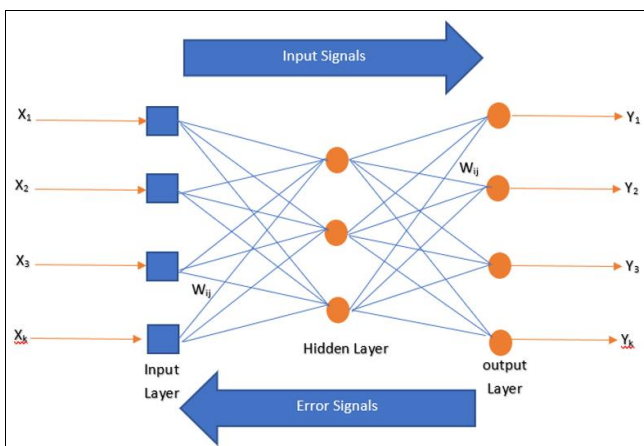 Input Signals
X1
Y1
X2
Wij
Y2
X3
Y3
Wij
Xk
Hidden Layer
Yk
Input
Layer
output
Layer
Error Signals